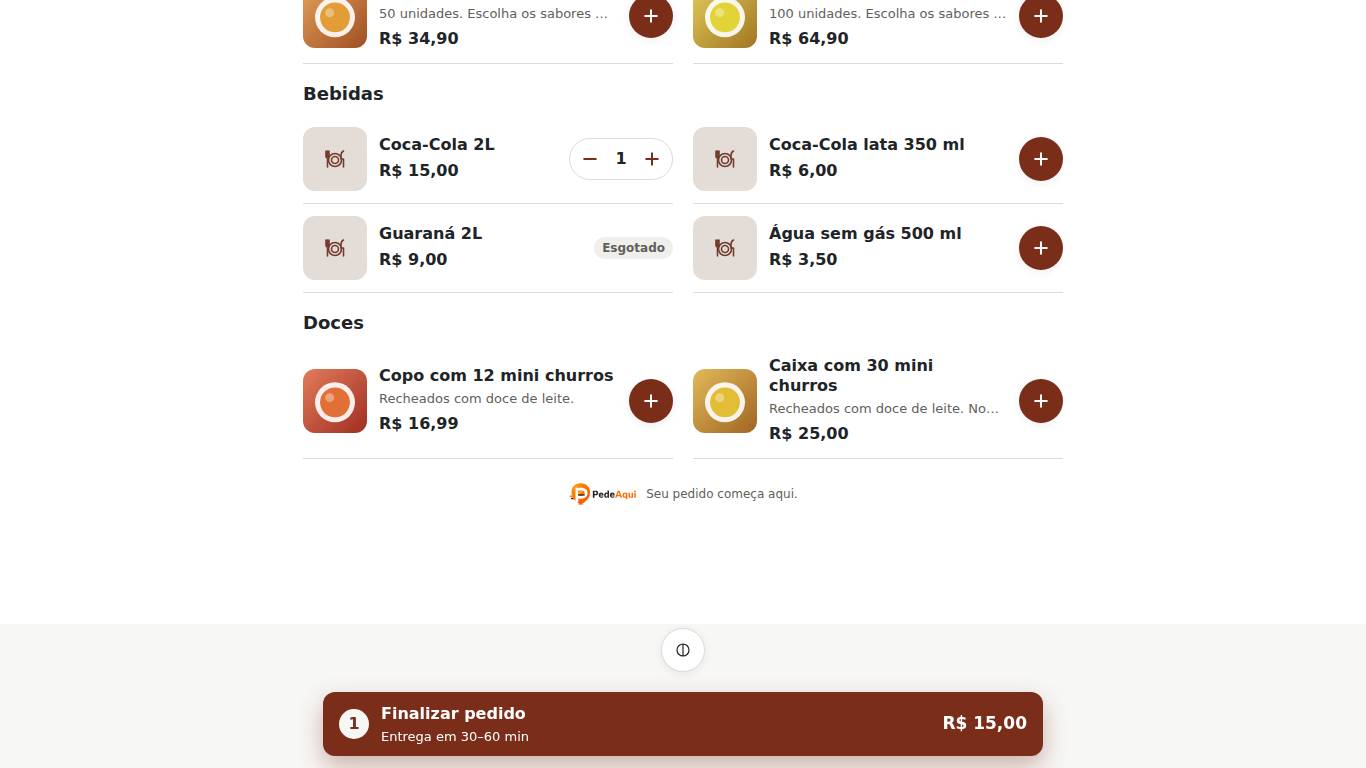 50 unidades. Escolha os sabores ...
R$ 34,90
100 unidades. Escolha os sabores ...
R$ 64,90
Bebidas
Coca-Cola 2L
R$ 15,00
1
Coca-Cola lata 350 ml
R$ 6,00
Guaraná 2L
R$ 9,00
Esgotado
Água sem gás 500 ml
R$ 3,50
Doces
Copo com 12 mini churros
Recheados com doce de leite.
R$ 16,99
Caixa com 30 mini
churros
Recheados com doce de leite. No...
R$ 25,00
PedeAqui Seu pedido começa aqui.
1
Finalizar pedido
Entrega em 30–60 min
R$ 15,00